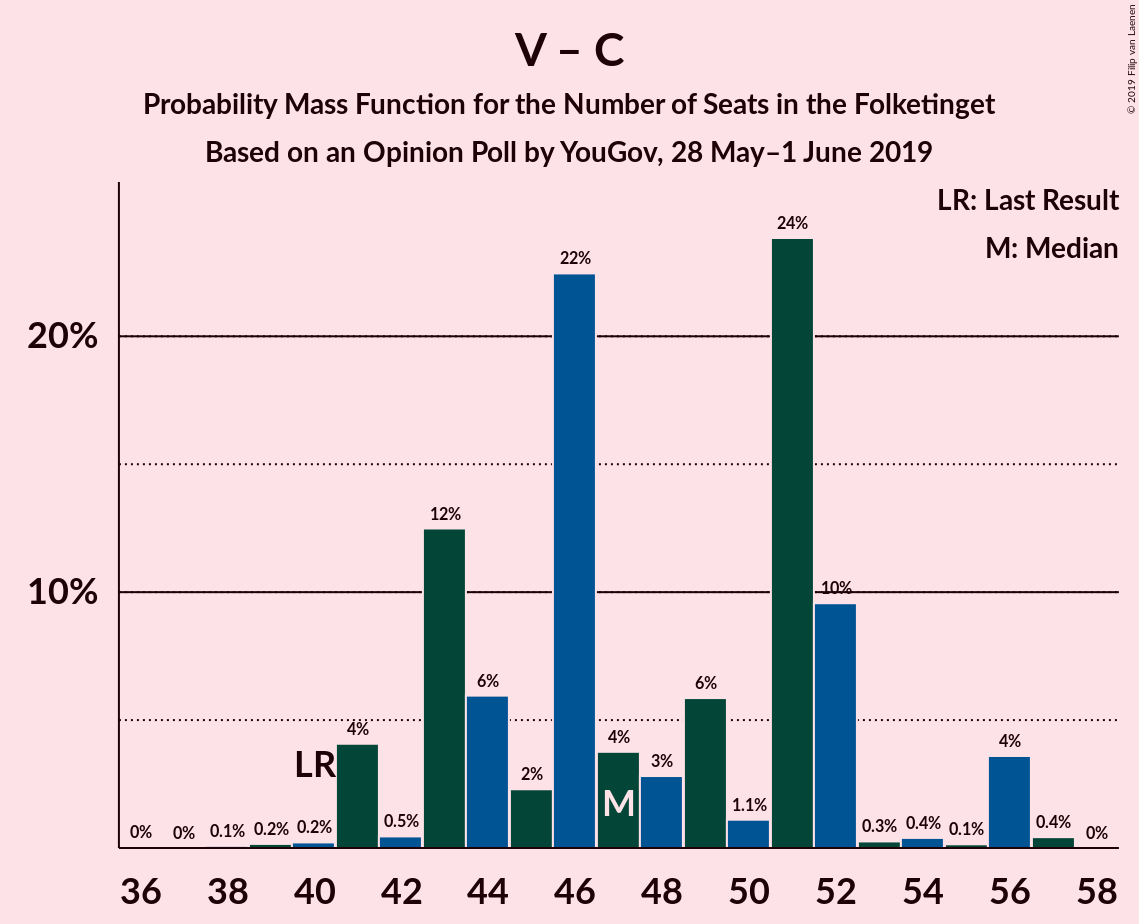 V – C
Probability Mass Function for the Number of Seats in the Folketinget
Based on an Opinion Poll by YouGov, 28 May–1 June 2019
© 2019 Filip van Laenen
LR: Last Result
M: Median
20%
10%
0% 0% 0.1% 0.2% 0.2% 4% 0.5% 12% 6% 2% 22% 4% 3% 6% 1.1% 24% 10% 0.3% 0.4% 0.1% 4% 0.4% 0%
LR
M
36 38 40 42 44 46 48 50 52 54 56 58